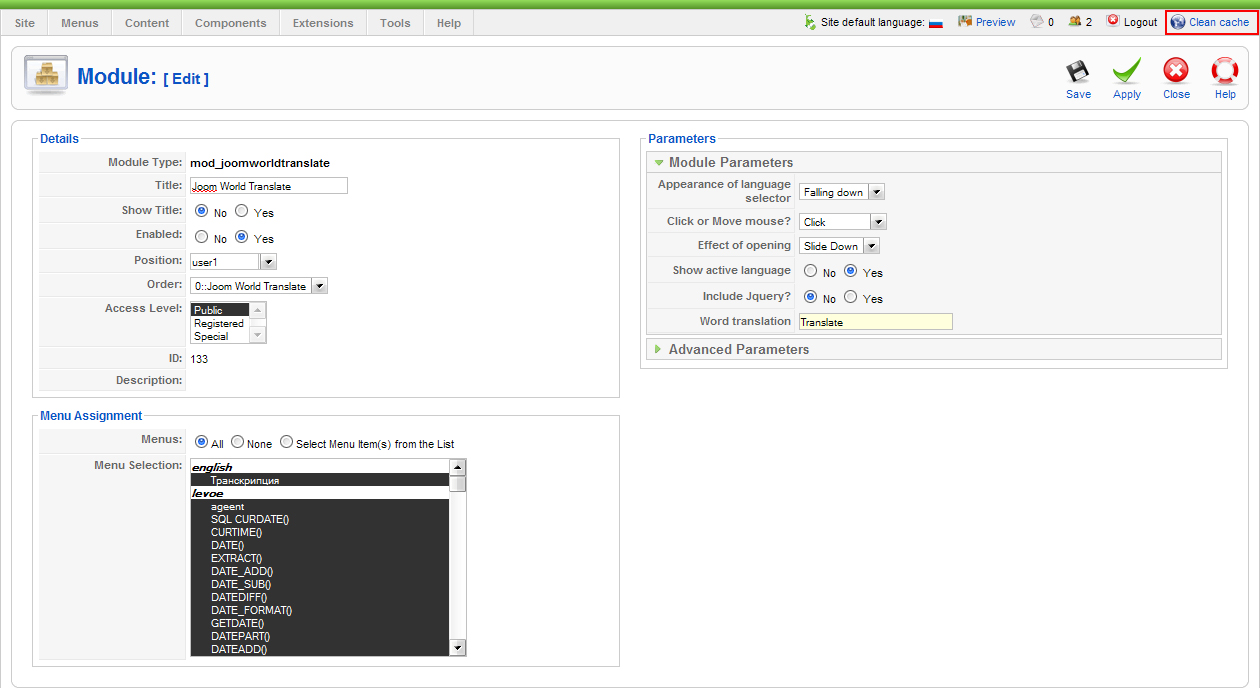 Site Menus Content Components Extensions Tools Help Site default language: Preview 0 2 Logout Clean cache
Module: [ Edit ]
Save Apply Close Help
Details
Module Type: mod_joomworldtranslate
Title: Joom World Translate
Show Title: No Yes
Enabled: No Yes
Position: user1
Order: 0::Joom World Translate
Access Level: Public
Registered
Special
ID: 133
Description:
Menu Assignment
Menus: All None Select Menu Item(s) from the List
Menu Selection: english
Транскрипция
levoe
ageent
SQL CURDATE()
CURTIME()
DATE()
EXTRACT()
DATE_ADD()
DATE_SUB()
DATEDIFF()
DATE_FORMAT()
GETDATE()
DATEPART()
DATEADD()
Parameters
Module Parameters
Appearance of language
selector Falling down
Click or Move mouse? Click
Effect of opening Slide Down
Show active language No Yes
Include Jquery? No Yes
Word translation Translate
Advanced Parameters